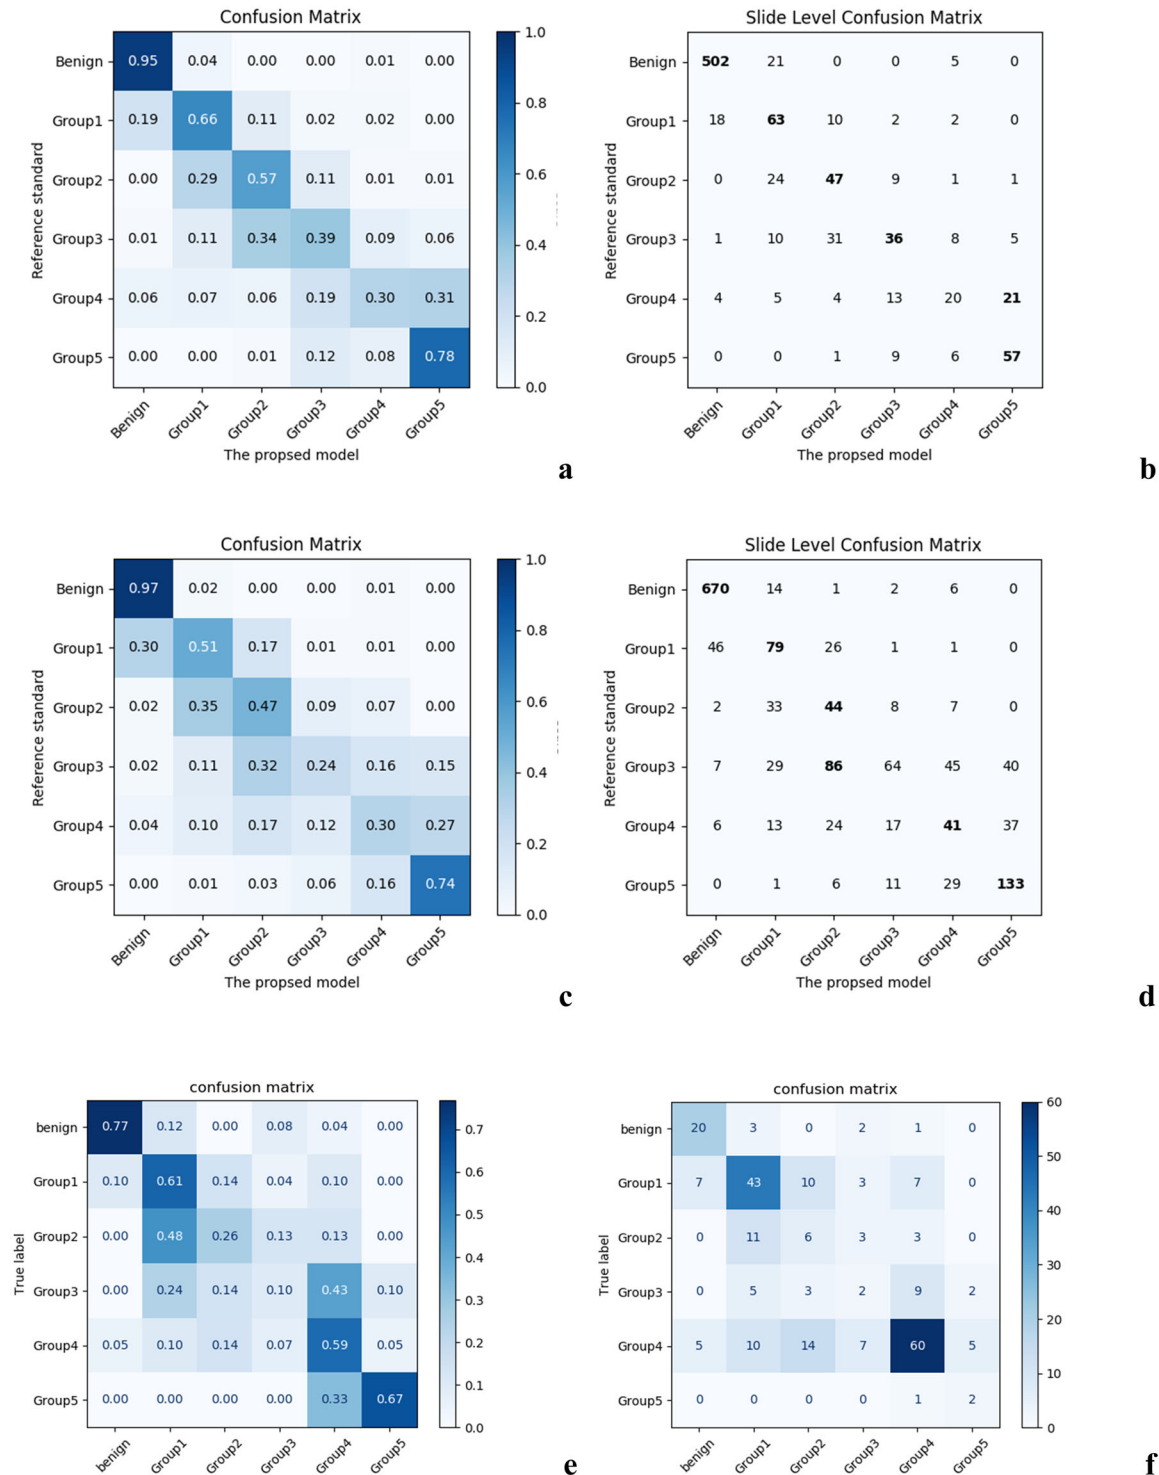 Confusion Matrix
Slide Level Confusion Matrix
Reference standard
Benign 0.95 0.04 0.00 0.00 0.01 0.00
Group1 0.19 0.66 0.11 0.02 0.02 0.00
Group2 0.00 0.29 0.57 0.11 0.01 0.01
Group3 0.01 0.11 0.34 0.39 0.09 0.06
Group4 0.06 0.07 0.06 0.19 0.30 0.31
Group5 0.00 0.00 0.01 0.12 0.08 0.78
Benign Group1 Group2 Group3 Group4 Group5
The propsed model
1.0
0.8
0.6
0.4
0.2
0.0
a
Reference standard
Benign 502 21 0 0 5 0
Group1 18 63 10 2 2 0
Group2 0 24 47 9 1 1
Group3 1 10 31 36 8 5
Group4 4 5 4 13 20 21
Group5 0 0 1 9 6 57
Benign Group1 Group2 Group3 Group4 Group5
The propsed model
b
Confusion Matrix
Slide Level Confusion Matrix
Reference standard
Benign 0.97 0.02 0.00 0.00 0.01 0.00
Group1 0.30 0.51 0.17 0.01 0.01 0.00
Group2 0.02 0.35 0.47 0.09 0.07 0.00
Group3 0.02 0.11 0.32 0.24 0.16 0.15
Group4 0.04 0.10 0.17 0.12 0.30 0.27
Group5 0.00 0.01 0.03 0.06 0.16 0.74
Benign Group1 Group2 Group3 Group4 Group5
The propsed model
1.0
0.8
0.6
0.4
0.2
0.0
c
Reference standard
Benign 670 14 1 2 6 0
Group1 46 79 26 1 1 0
Group2 2 33 44 8 7 0
Group3 7 29 86 64 45 40
Group4 6 13 24 17 41 37
Group5 0 1 6 11 29 133
Benign Group1 Group2 Group3 Group4 Group5
The propsed model
d
confusion matrix
confusion matrix
True label
benign 0.77 0.12 0.00 0.08 0.04 0.00
Group1 0.10 0.61 0.14 0.04 0.10 0.00
Group2 0.00 0.48 0.26 0.13 0.13 0.00
Group3 0.00 0.24 0.14 0.10 0.43 0.10
Group4 0.05 0.10 0.14 0.07 0.59 0.05
Group5 0.00 0.00 0.00 0.00 0.33 0.67
benign Group1 Group2 Group3 Group4 Group5
0.7
0.6
0.5
0.4
0.3
0.2
0.1
0.0
e
True label
benign 20 3 0 2 1 0
Group1 7 43 10 3 7 0
Group2 0 11 6 3 3 0
Group3 0 5 3 2 9 2
Group4 5 10 14 7 60 5
Group5 0 0 0 0 1 2
benign Group1 Group2 Group3 Group4 Group5
60
50
40
30
20
10
0
f